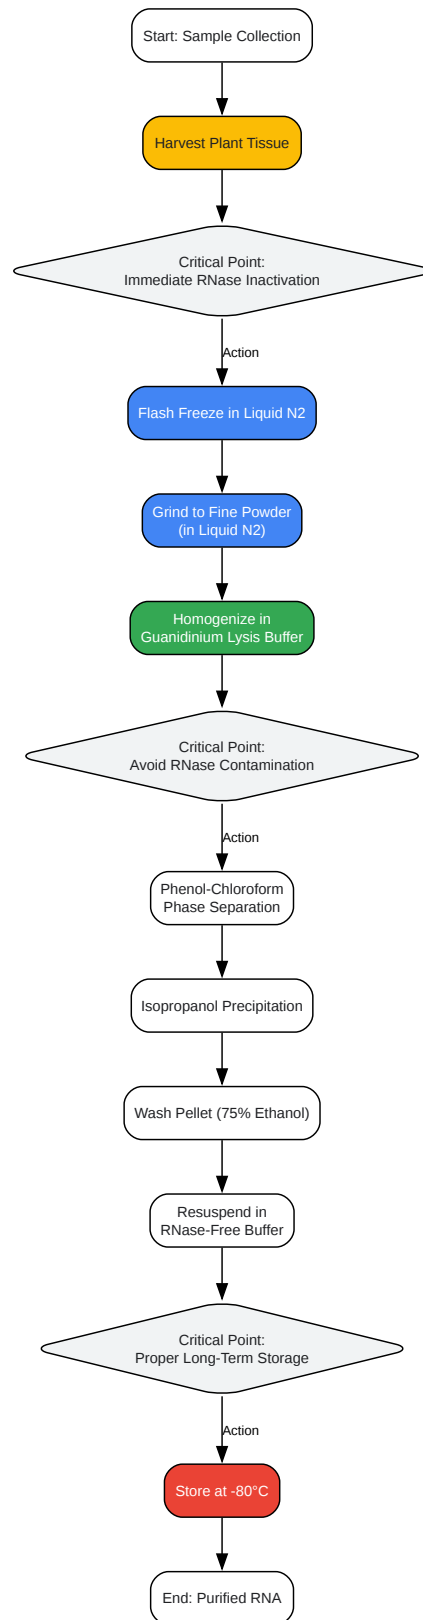 Start: Sample Collection
Harvest Plant Tissue
Critical Point:
Immediate RNase Inactivation
Action
Flash Freeze in Liquid N2
Grind to Fine Powder
(in Liquid N2)
Homogenize in
Guanidinium Lysis Buffer
Critical Point:
Avoid RNase Contamination
Action
Phenol-Chloroform
Phase Separation
Isopropanol Precipitation
Wash Pellet (75% Ethanol)
Resuspend in
RNase-Free Buffer
Critical Point:
Proper Long-Term Storage
Action
Store at -80°C
End: Purified RNA